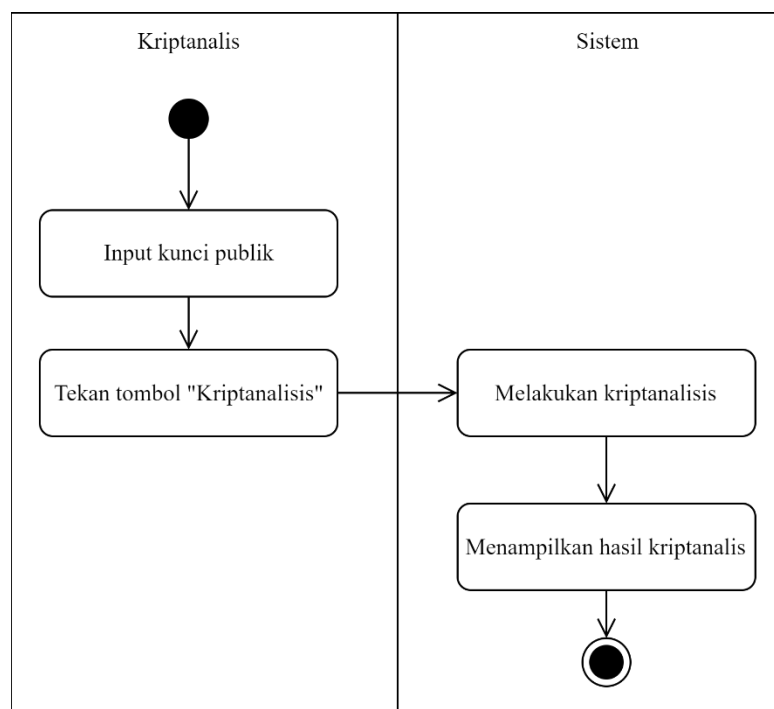 Kriptanalis
Sistem
Input kunci publik
Tekan tombol "Kriptanalisis"
Melakukan kriptanalisis
Menampilkan hasil kriptanalis